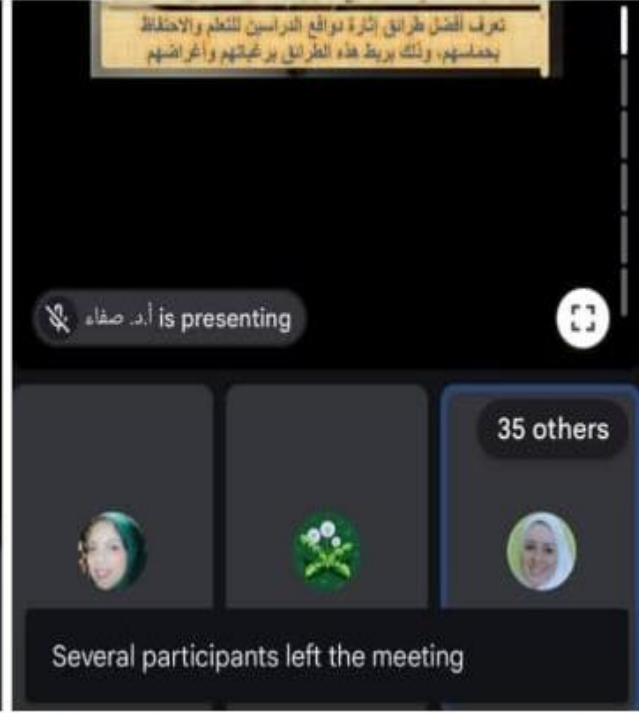 تعرف أفضل طرائق إثارة دوافع الدراسين للتعلم والاحتفاظ
بحماسهم، وذلك بربط هذه الطرائق برغباتهم وأغراضهم
أ.د. صفاء is presenting
35 others
Several participants left the meeting